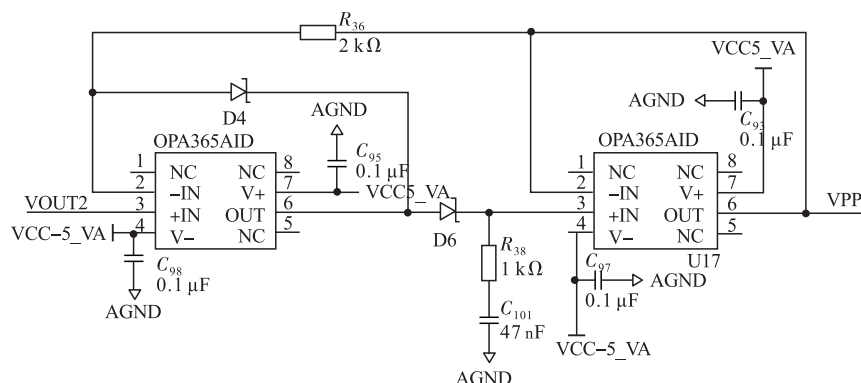 R36
2 kΩ
VCC5_VA
D4
AGND
AGND
C93
0.1 μF
OPA365AID
C95
0.1 μF
OPA365AID
1 NC NC 8
2 −IN V+ 7
VCC5_VA
VOUT2
3 +IN OUT 6
4 V− NC 5
VCC−5_VA
D6
1 NC NC 8
2 −IN V+ 7
3 +IN OUT 6
VPP
4 V− NC 5
U17
C98
0.1 μF
AGND
R38
1 kΩ
C97
0.1 μF
AGND
C101
47 nF
AGND
VCC−5_VA